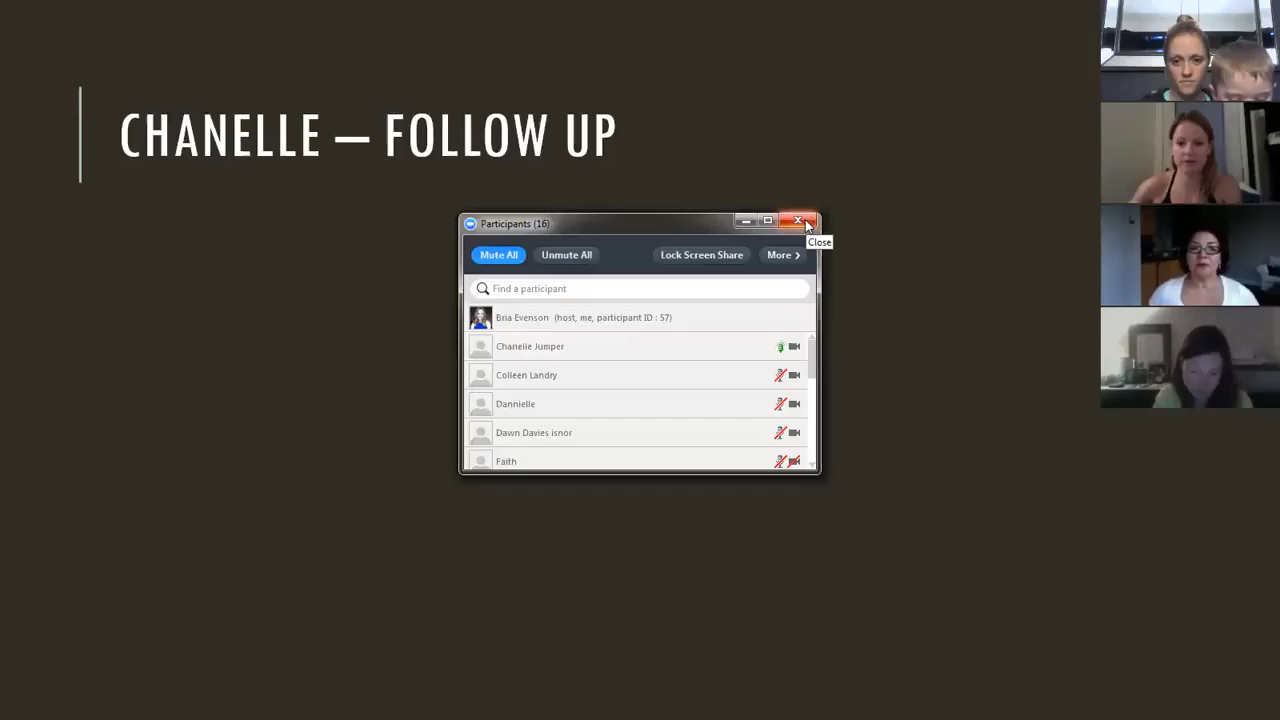 CHANELLE – FOLLOW UP
Participants (16)
Close
Mute All Unmute All Lock Screen Share More >
Find a participant
Bria Evenson (host, me, participant ID : 57)
Chanelle Jumper
Colleen Landry
Dannielle
Dawn Davies isnor
Faith